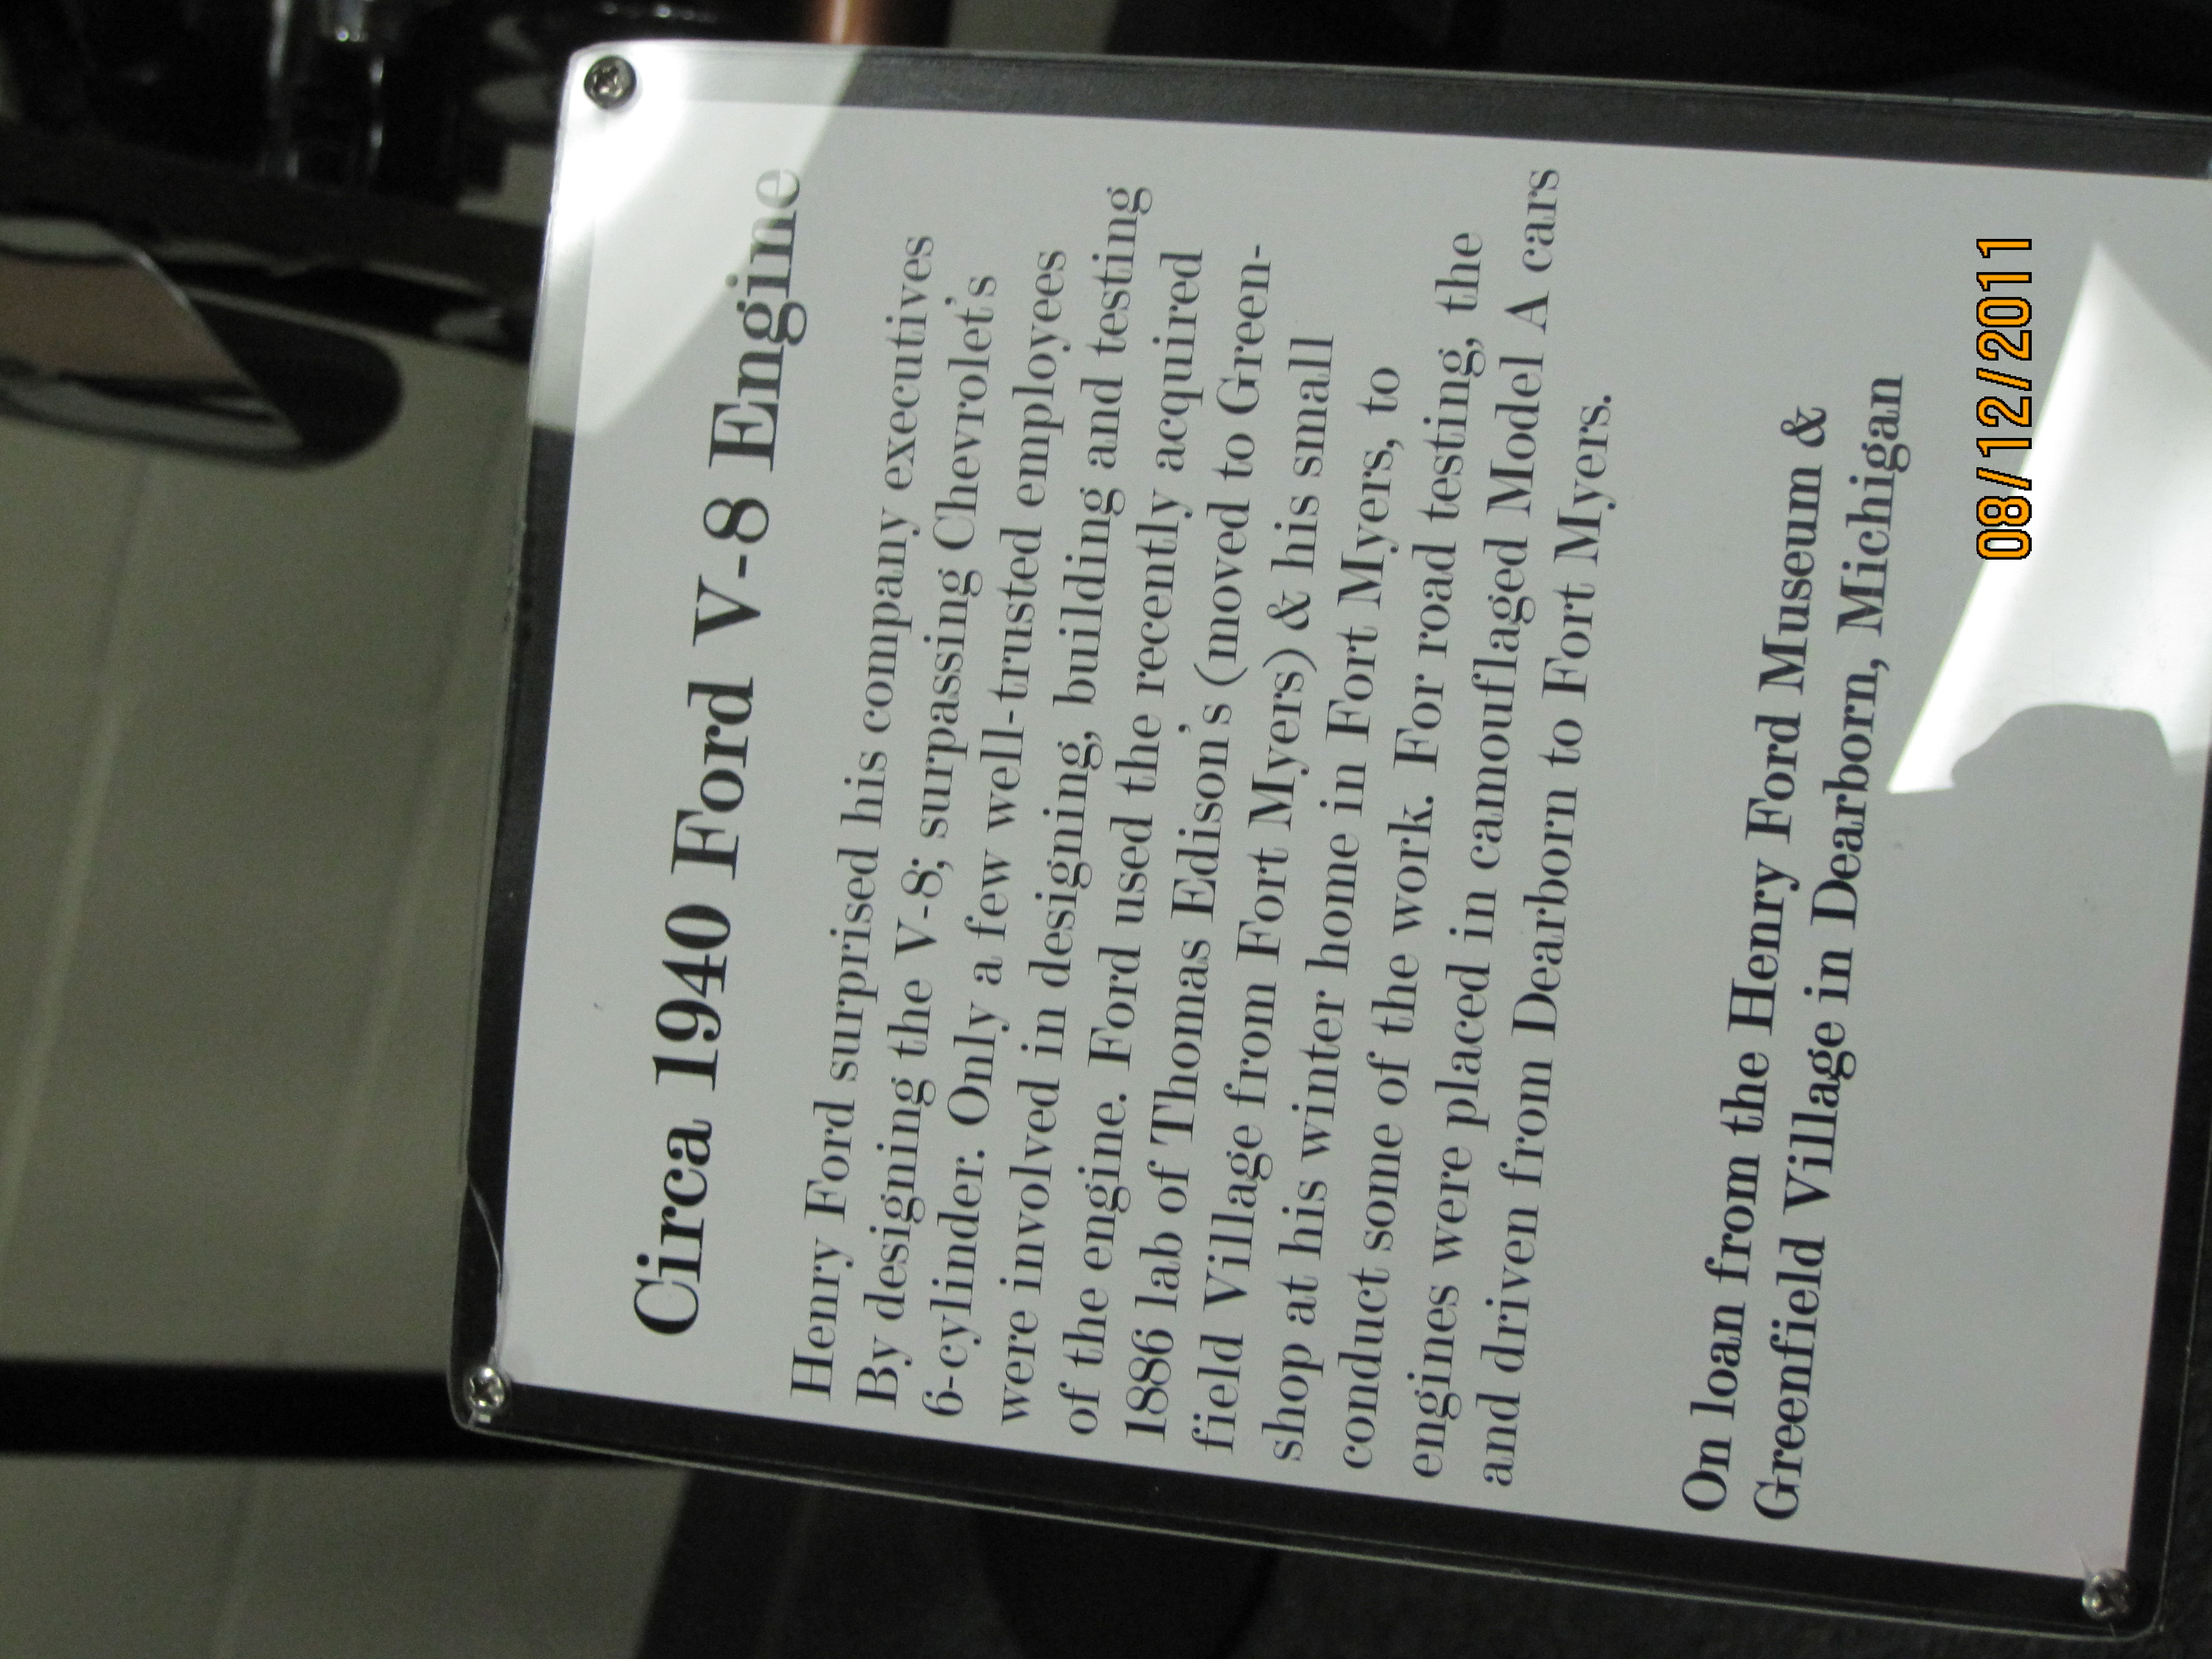 Circa 1940 Ford V-8 Engine
Henry Ford surprised his company executives
By designing the V-8; surpassing Chevrolet's
6-cylinder. Only a few well-trusted employees
were involved in designing, building and testing
of the engine. Ford used the recently acquired
1886 lab of Thomas Edison's (moved to Green-
field Village from Fort Myers) & his small
shop at his winter home in Fort Myers, to
conduct some of the work. For road testing, the
engines were placed in camouflaged Model A cars
and driven from Dearborn to Fort Myers.
On loan from the Henry Ford Museum &
Greenfield Village in Dearborn, Michigan
08/12/2011